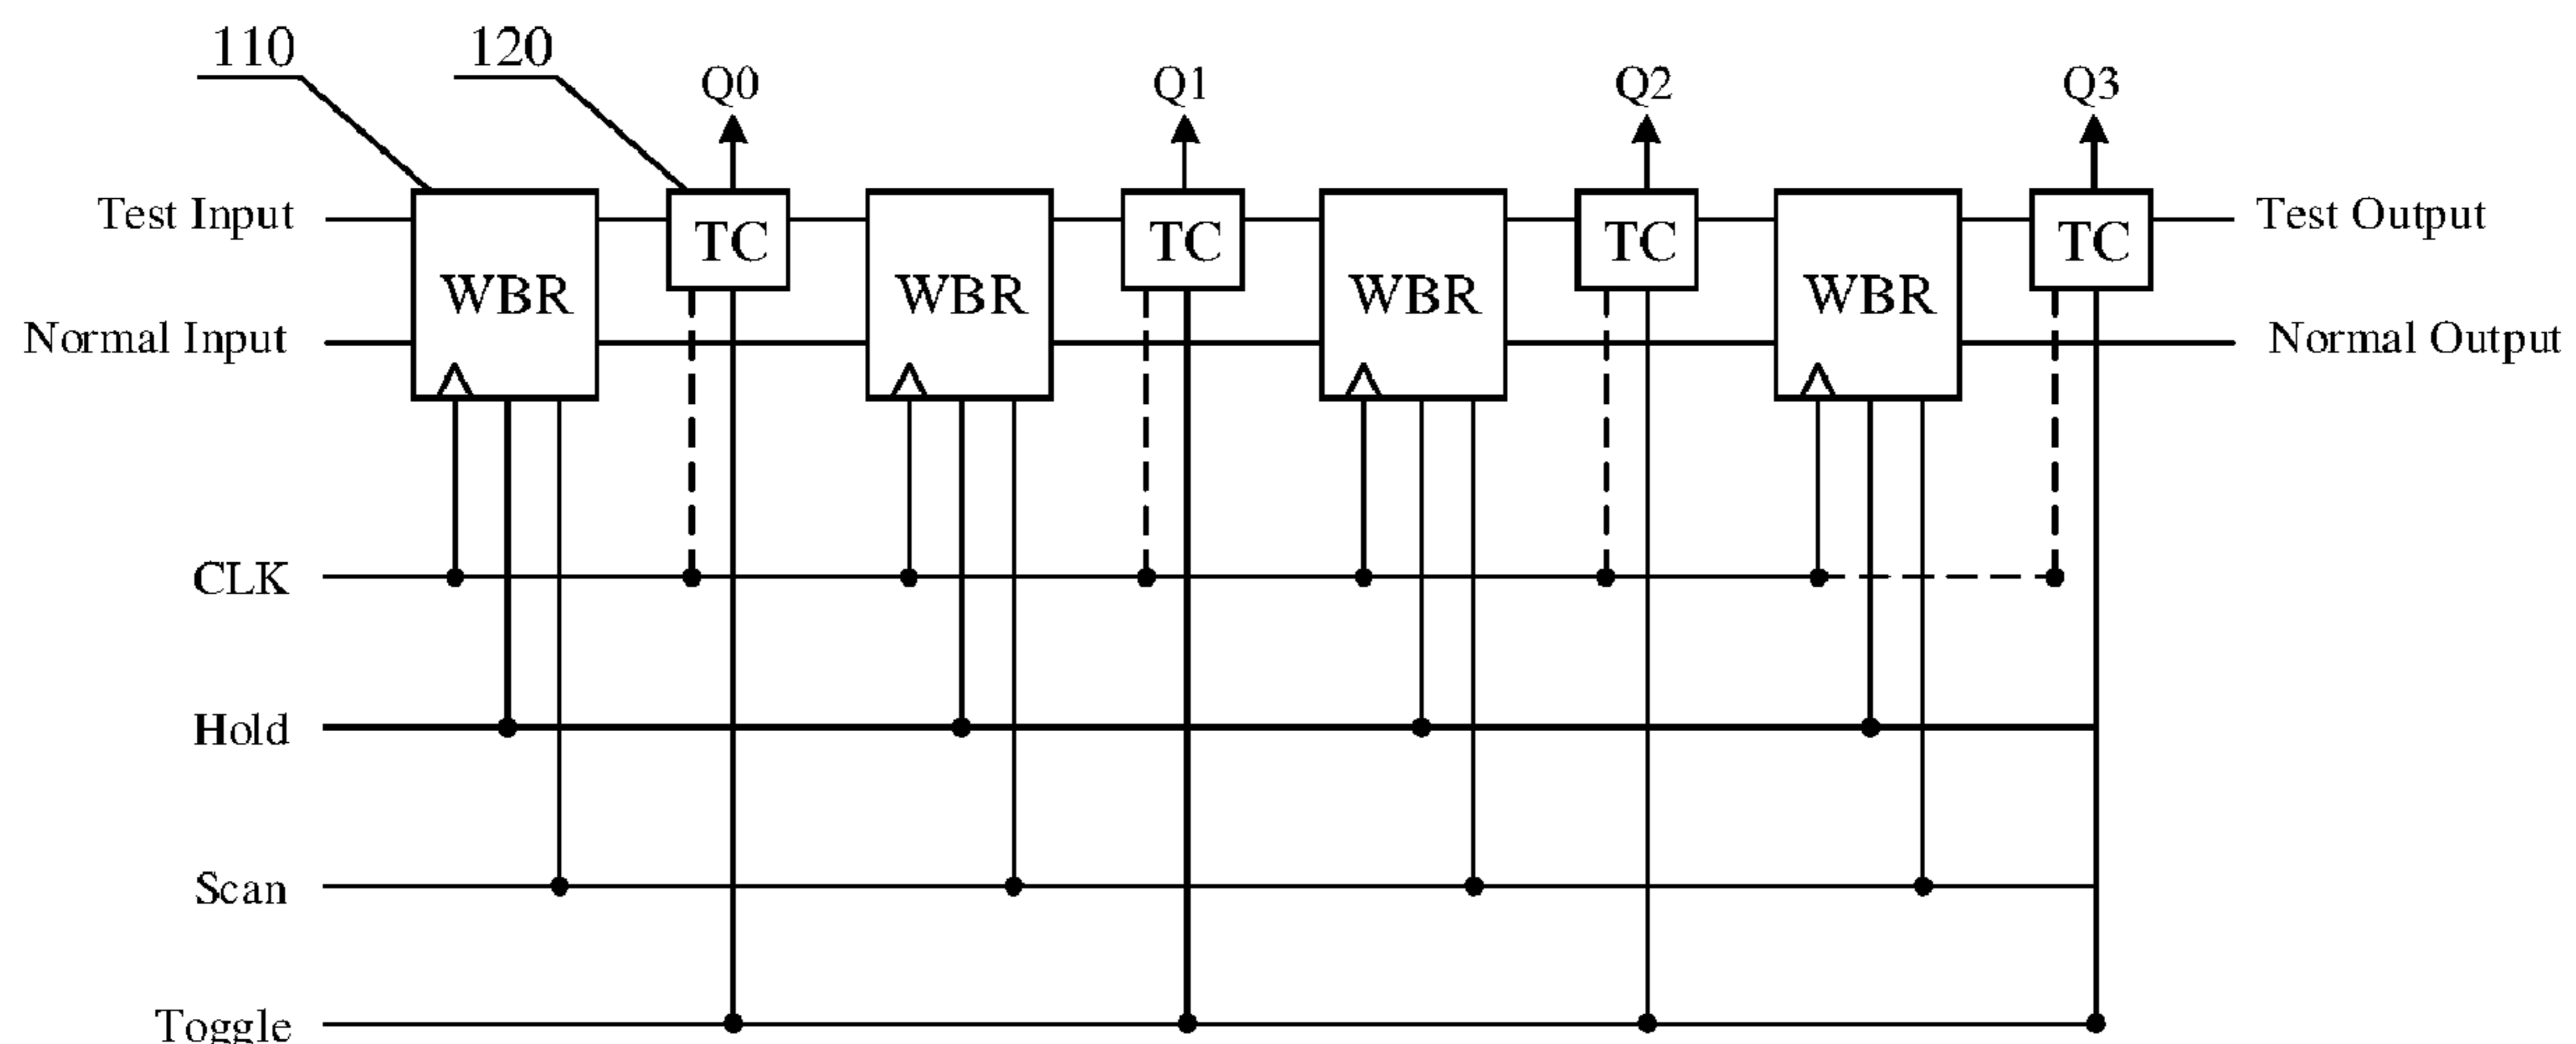 110
120
Q0
Q1
Q2
Q3
Test Input
TC
TC
TC
TC
Test Output
WBR
WBR
WBR
WBR
Normal Input
Normal Output
CLK
Hold
Scan
Toggle